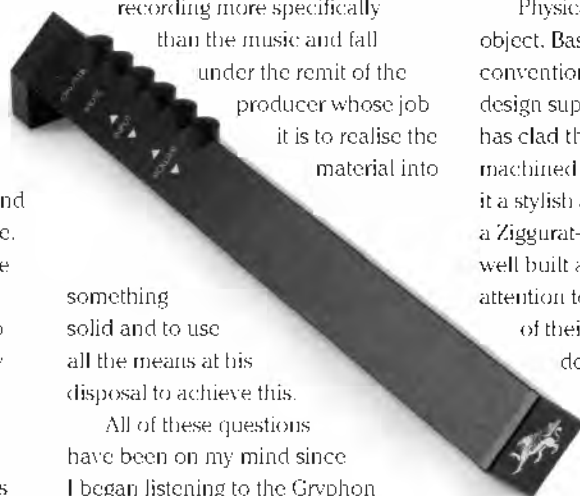 recording more specifically
than the music and fall
under the remit of the
producer whose job
it is to realise the
material into
something
solid and to use
all the means at his
disposal to achieve this.
All of these questions
have been on my mind since
I began listening to the Gryphon
MUTE
INPUT
VOLUME
object. Bas
convention
design sup
has clad th
machined
it a stylish
a Ziggurat-
well built a
attention to
of thei